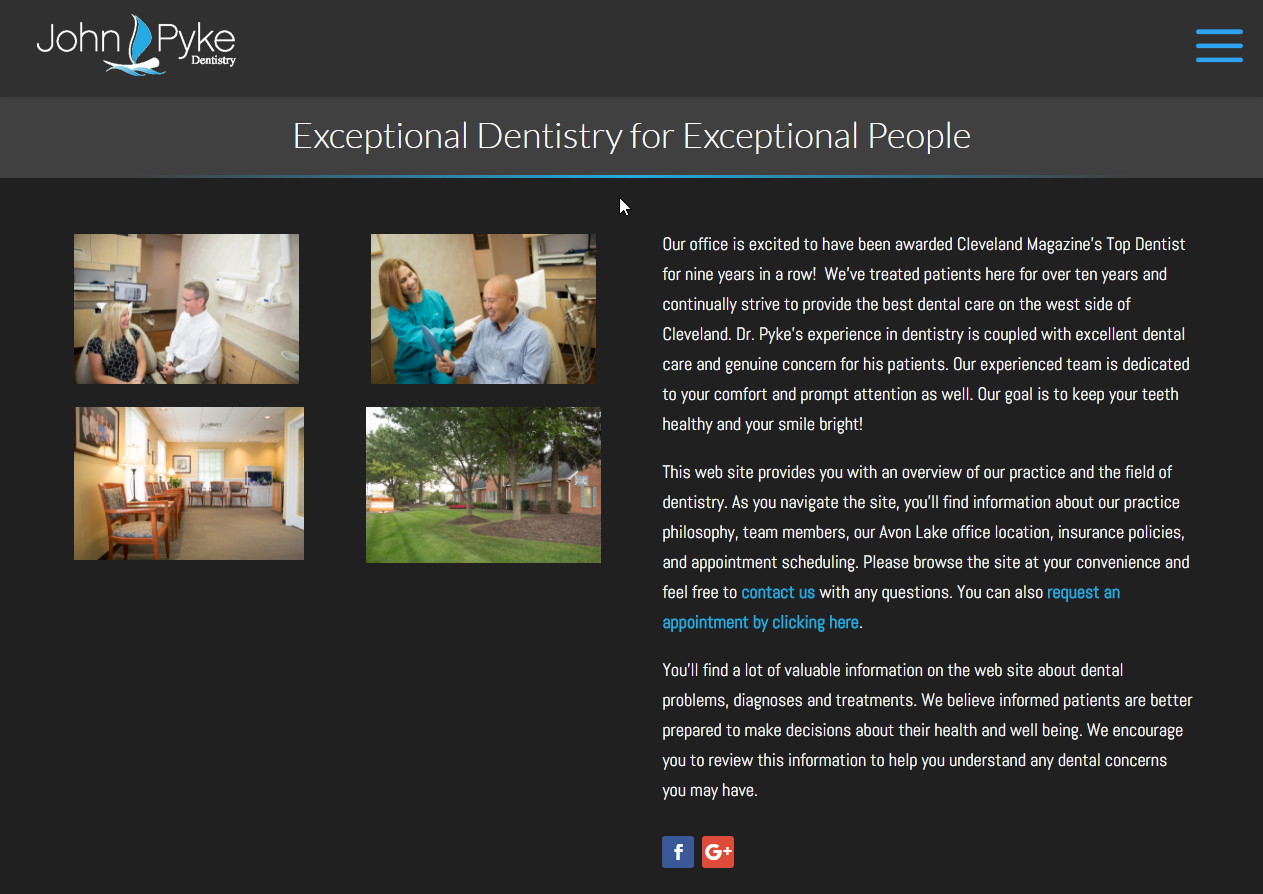 John Pyke
Dentistry
Exceptional Dentistry for Exceptional People
Our office is excited to have been awarded Cleveland Magazine's Top Dentist
for nine years in a row!  We've treated patients here for over ten years and
continually strive to provide the best dental care on the west side of
Cleveland. Dr. Pyke's experience in dentistry is coupled with excellent dental
care and genuine concern for his patients. Our experienced team is dedicated
to your comfort and prompt attention as well. Our goal is to keep your teeth
healthy and your smile bright!
This web site provides you with an overview of our practice and the field of
dentistry. As you navigate the site, you'll find information about our practice
philosophy, team members, our Avon Lake office location, insurance policies,
and appointment scheduling. Please browse the site at your convenience and
feel free to contact us with any questions. You can also request an
appointment by clicking here.
You'll find a lot of valuable information on the web site about dental
problems, diagnoses and treatments. We believe informed patients are better
prepared to make decisions about their health and well being. We encourage
you to review this information to help you understand any dental concerns
you may have.
f G+